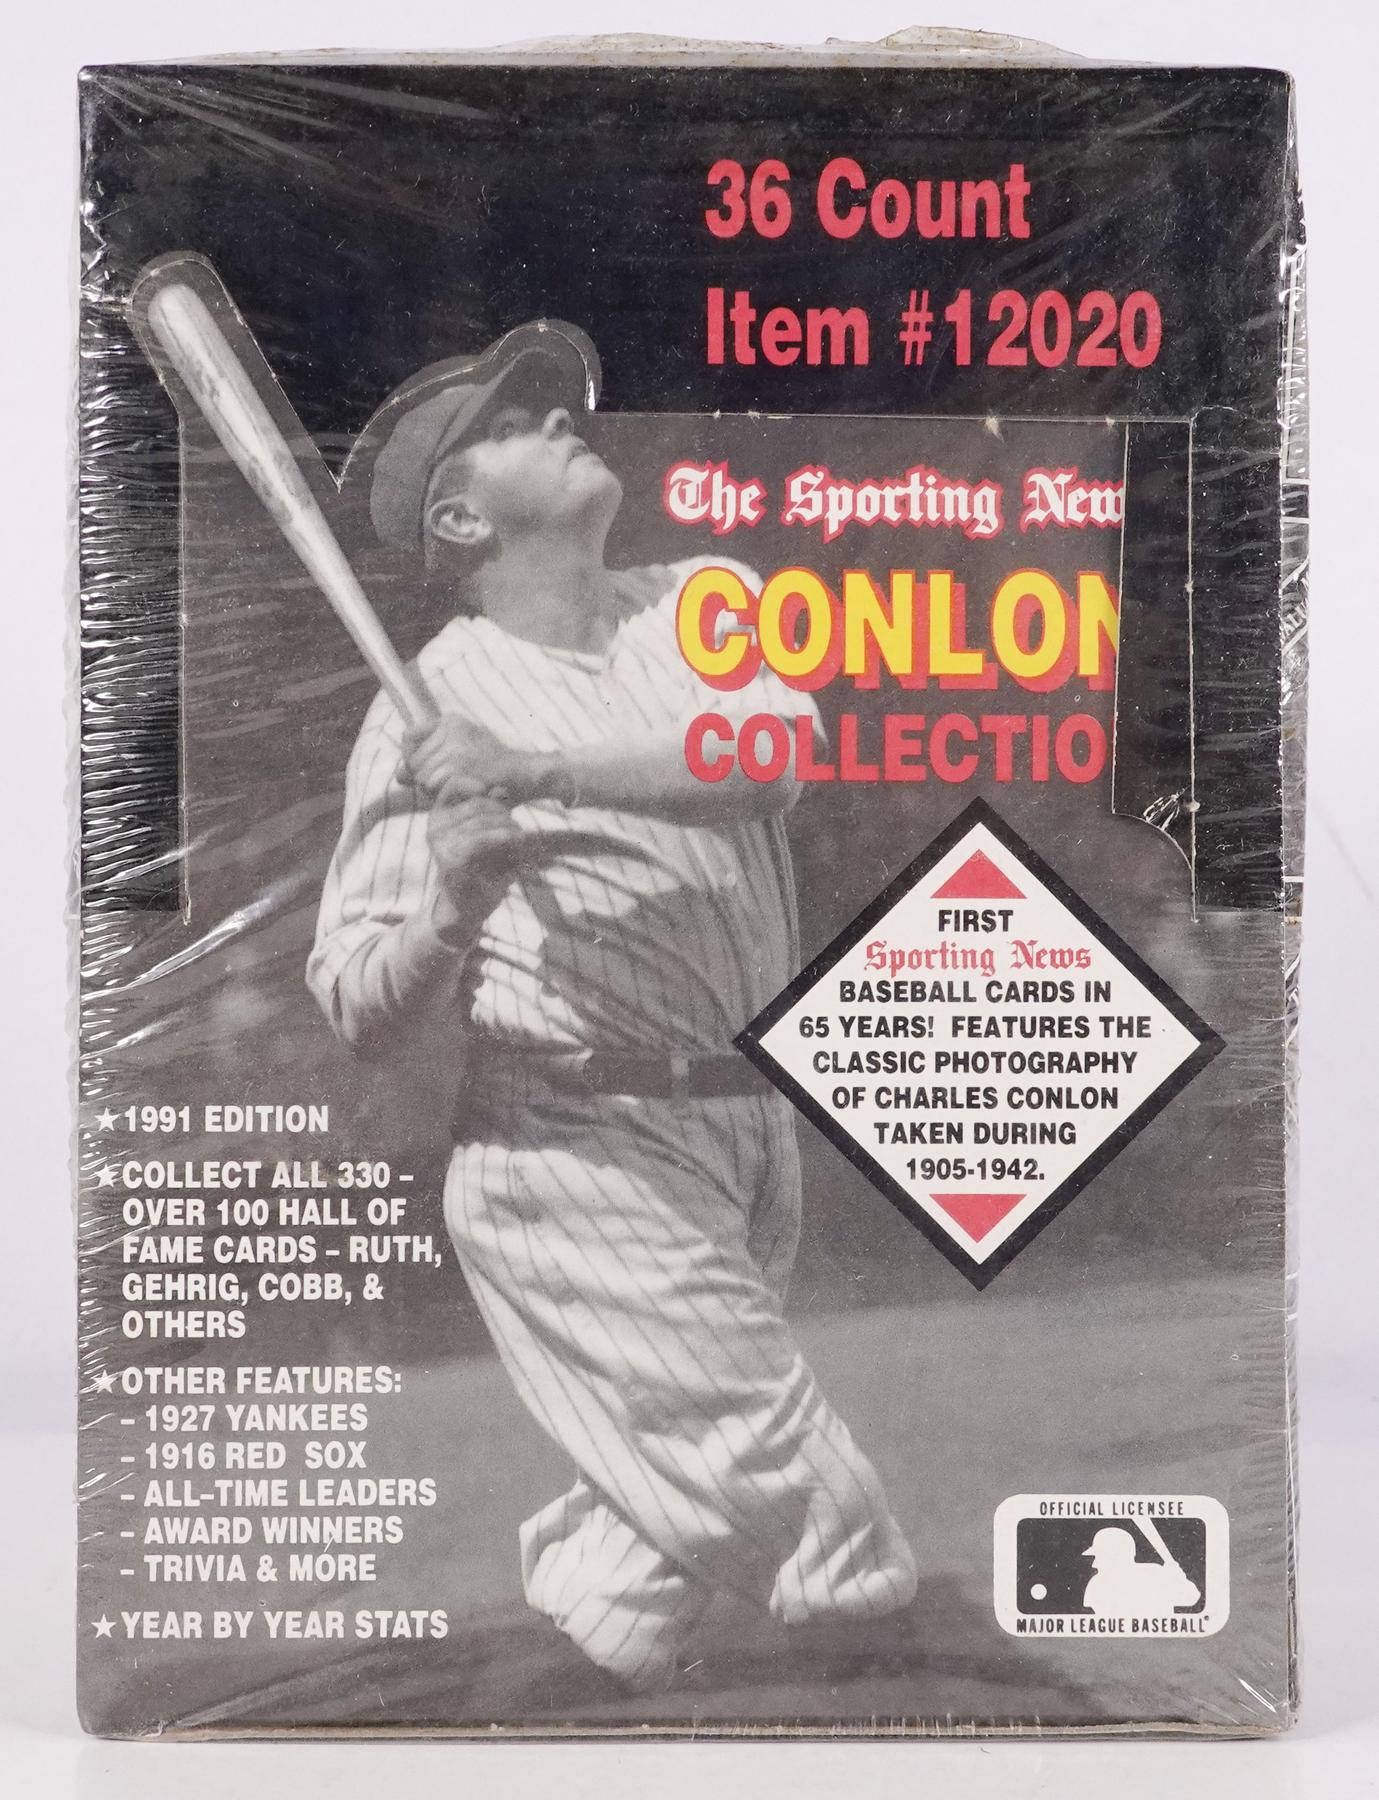 36 Count
Item #12020
The Sporting New
CONLON
COLLECTIO
FIRST
Sporting News
BASEBALL CARDS IN
65 YEARS! FEATURES THE
CLASSIC PHOTOGRAPHY
OF CHARLES CONLON
TAKEN DURING
1905-1942.
★1991 EDITION
★COLLECT ALL 330 –
OVER 100 HALL OF
FAME CARDS – RUTH,
GEHRIG, COBB, &
OTHERS
★OTHER FEATURES:
– 1927 YANKEES
– 1916 RED SOX
– ALL–TIME LEADERS
– AWARD WINNERS
– TRIVIA & MORE
★YEAR BY YEAR STATS
OFFICIAL LICENSEE
MAJOR LEAGUE BASEBALL®